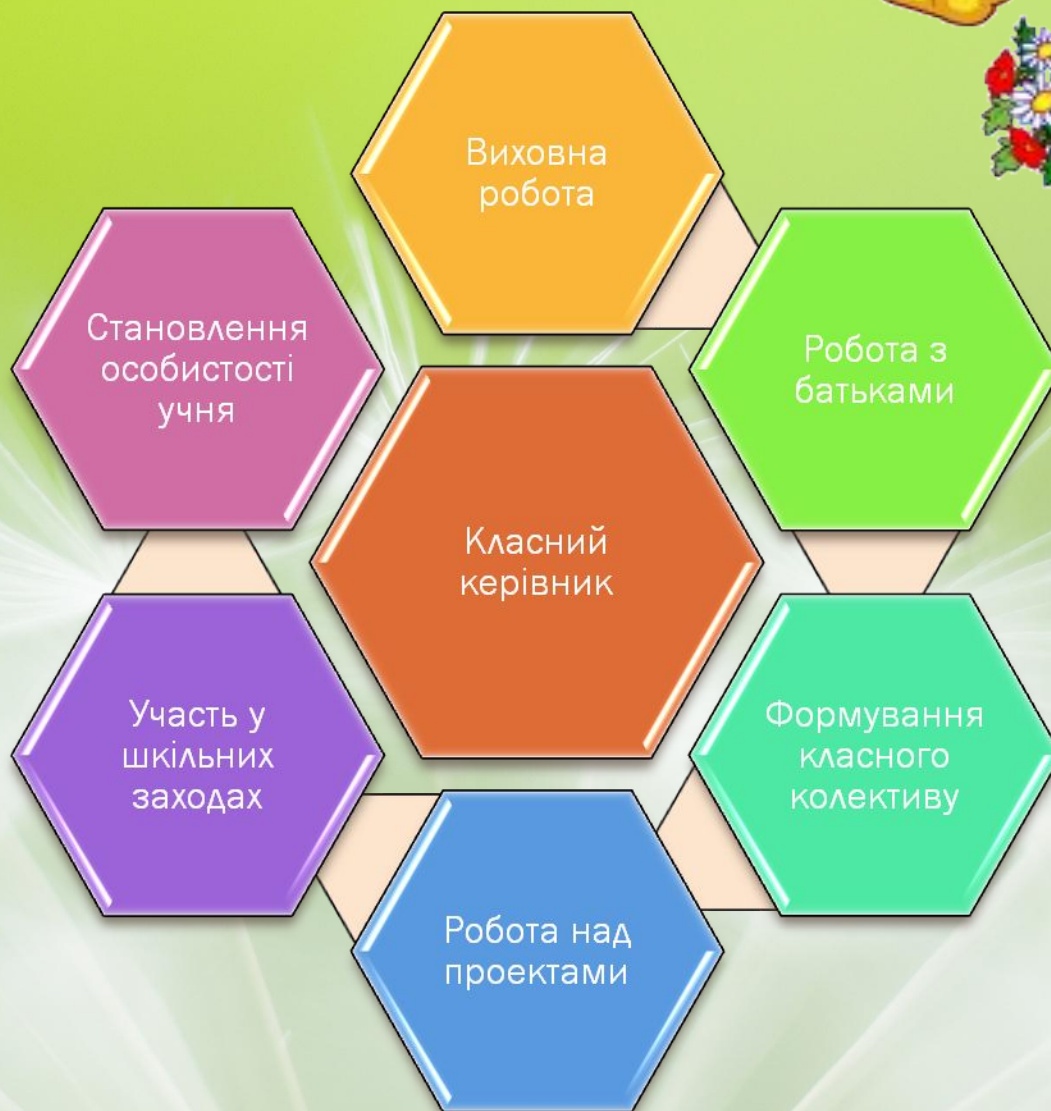 Виховна
робота
Робота з
батьками
Формування
класного
колективу
Робота над
проектами
Участь у
шкільних
заходах
Становлення
особистості
учня
Класний
керівник